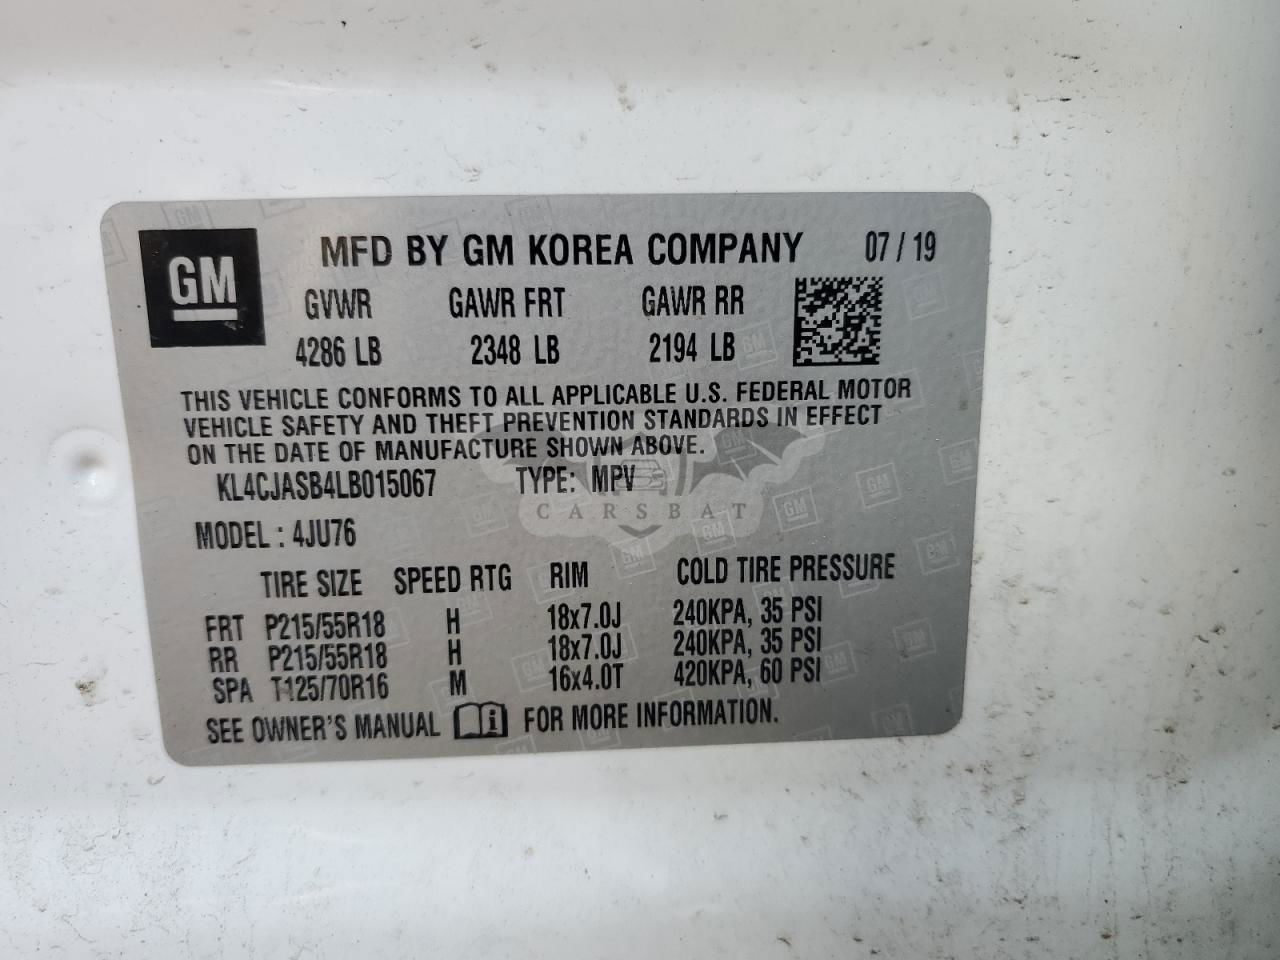 GM MFD BY GM KOREA COMPANY 07 / 19
GVWR GAWR FRT GAWR RR
4286 LB 2348 LB 2194 LB
THIS VEHICLE CONFORMS TO ALL APPLICABLE U.S. FEDERAL MOTOR
VEHICLE SAFETY AND THEFT PREVENTION STANDARDS IN EFFECT
ON THE DATE OF MANUFACTURE SHOWN ABOVE.
KL4CJASB4LB015067 TYPE: MPV
CARSBAT
MODEL : 4JU76
TIRE SIZE SPEED RTG RIM COLD TIRE PRESSURE
FRT P215/55R18 H 18x7.0J 240KPA, 35 PSI
RR P215/55R18 H 18x7.0J 240KPA, 35 PSI
SPA T125/70R16 M 16x4.0T 420KPA, 60 PSI
SEE OWNER'S MANUAL i FOR MORE INFORMATION.